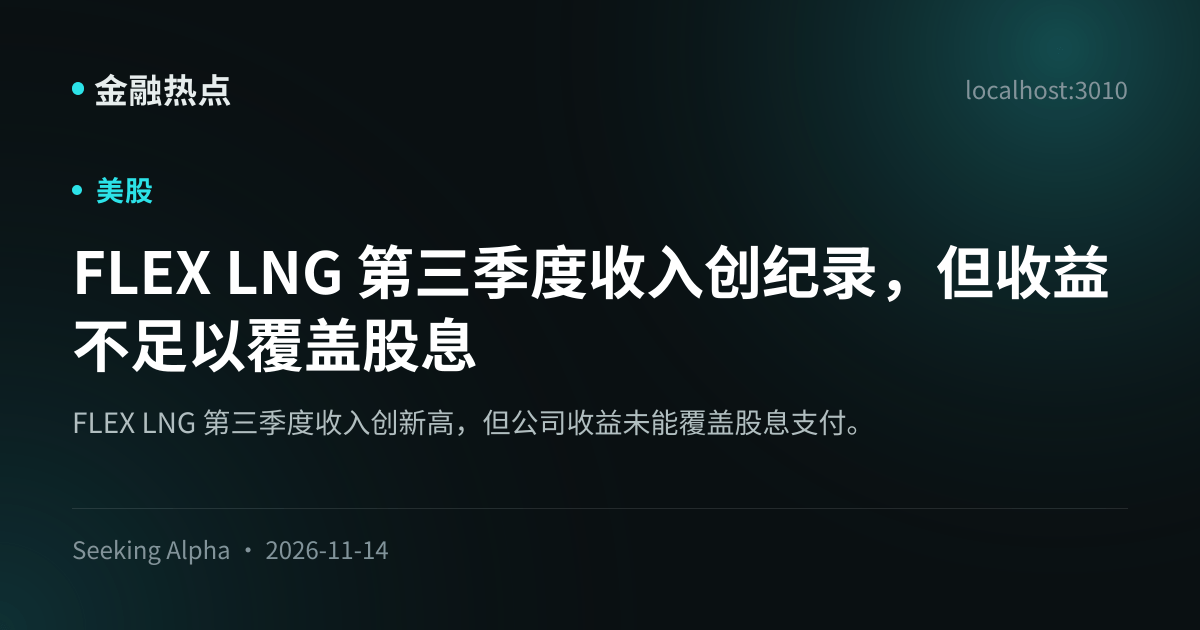 金融热点
localhost:3010
美股
FLEX LNG 第三季度收入创纪录，但收益
不足以覆盖股息
FLEX LNG 第三季度收入创新高，但公司收益未能覆盖股息支付。
Seeking Alpha · 2026-11-14